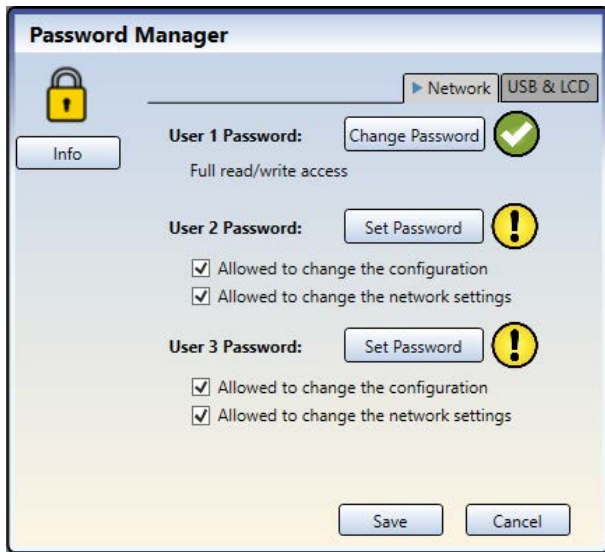 Password Manager
Network
USB & LCD
Info
User 1 Password:
Change Password
Full read/write access
User 2 Password:
Set Password
Allowed to change the configuration
Allowed to change the network settings
User 3 Password:
Set Password
Allowed to change the configuration
Allowed to change the network settings
Save
Cancel